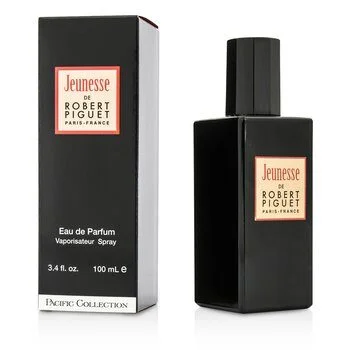 Jeunesse
DE
ROBERT
PIGUET
PARIS-FRANCE
Eau de Parfum
Vaporisateur Spray
3.4 fl. oz. 100 mL e
PACIFIC COLLECTION
Jeunesse
DE
ROBERT
PIGUET
PARIS-FRANCE